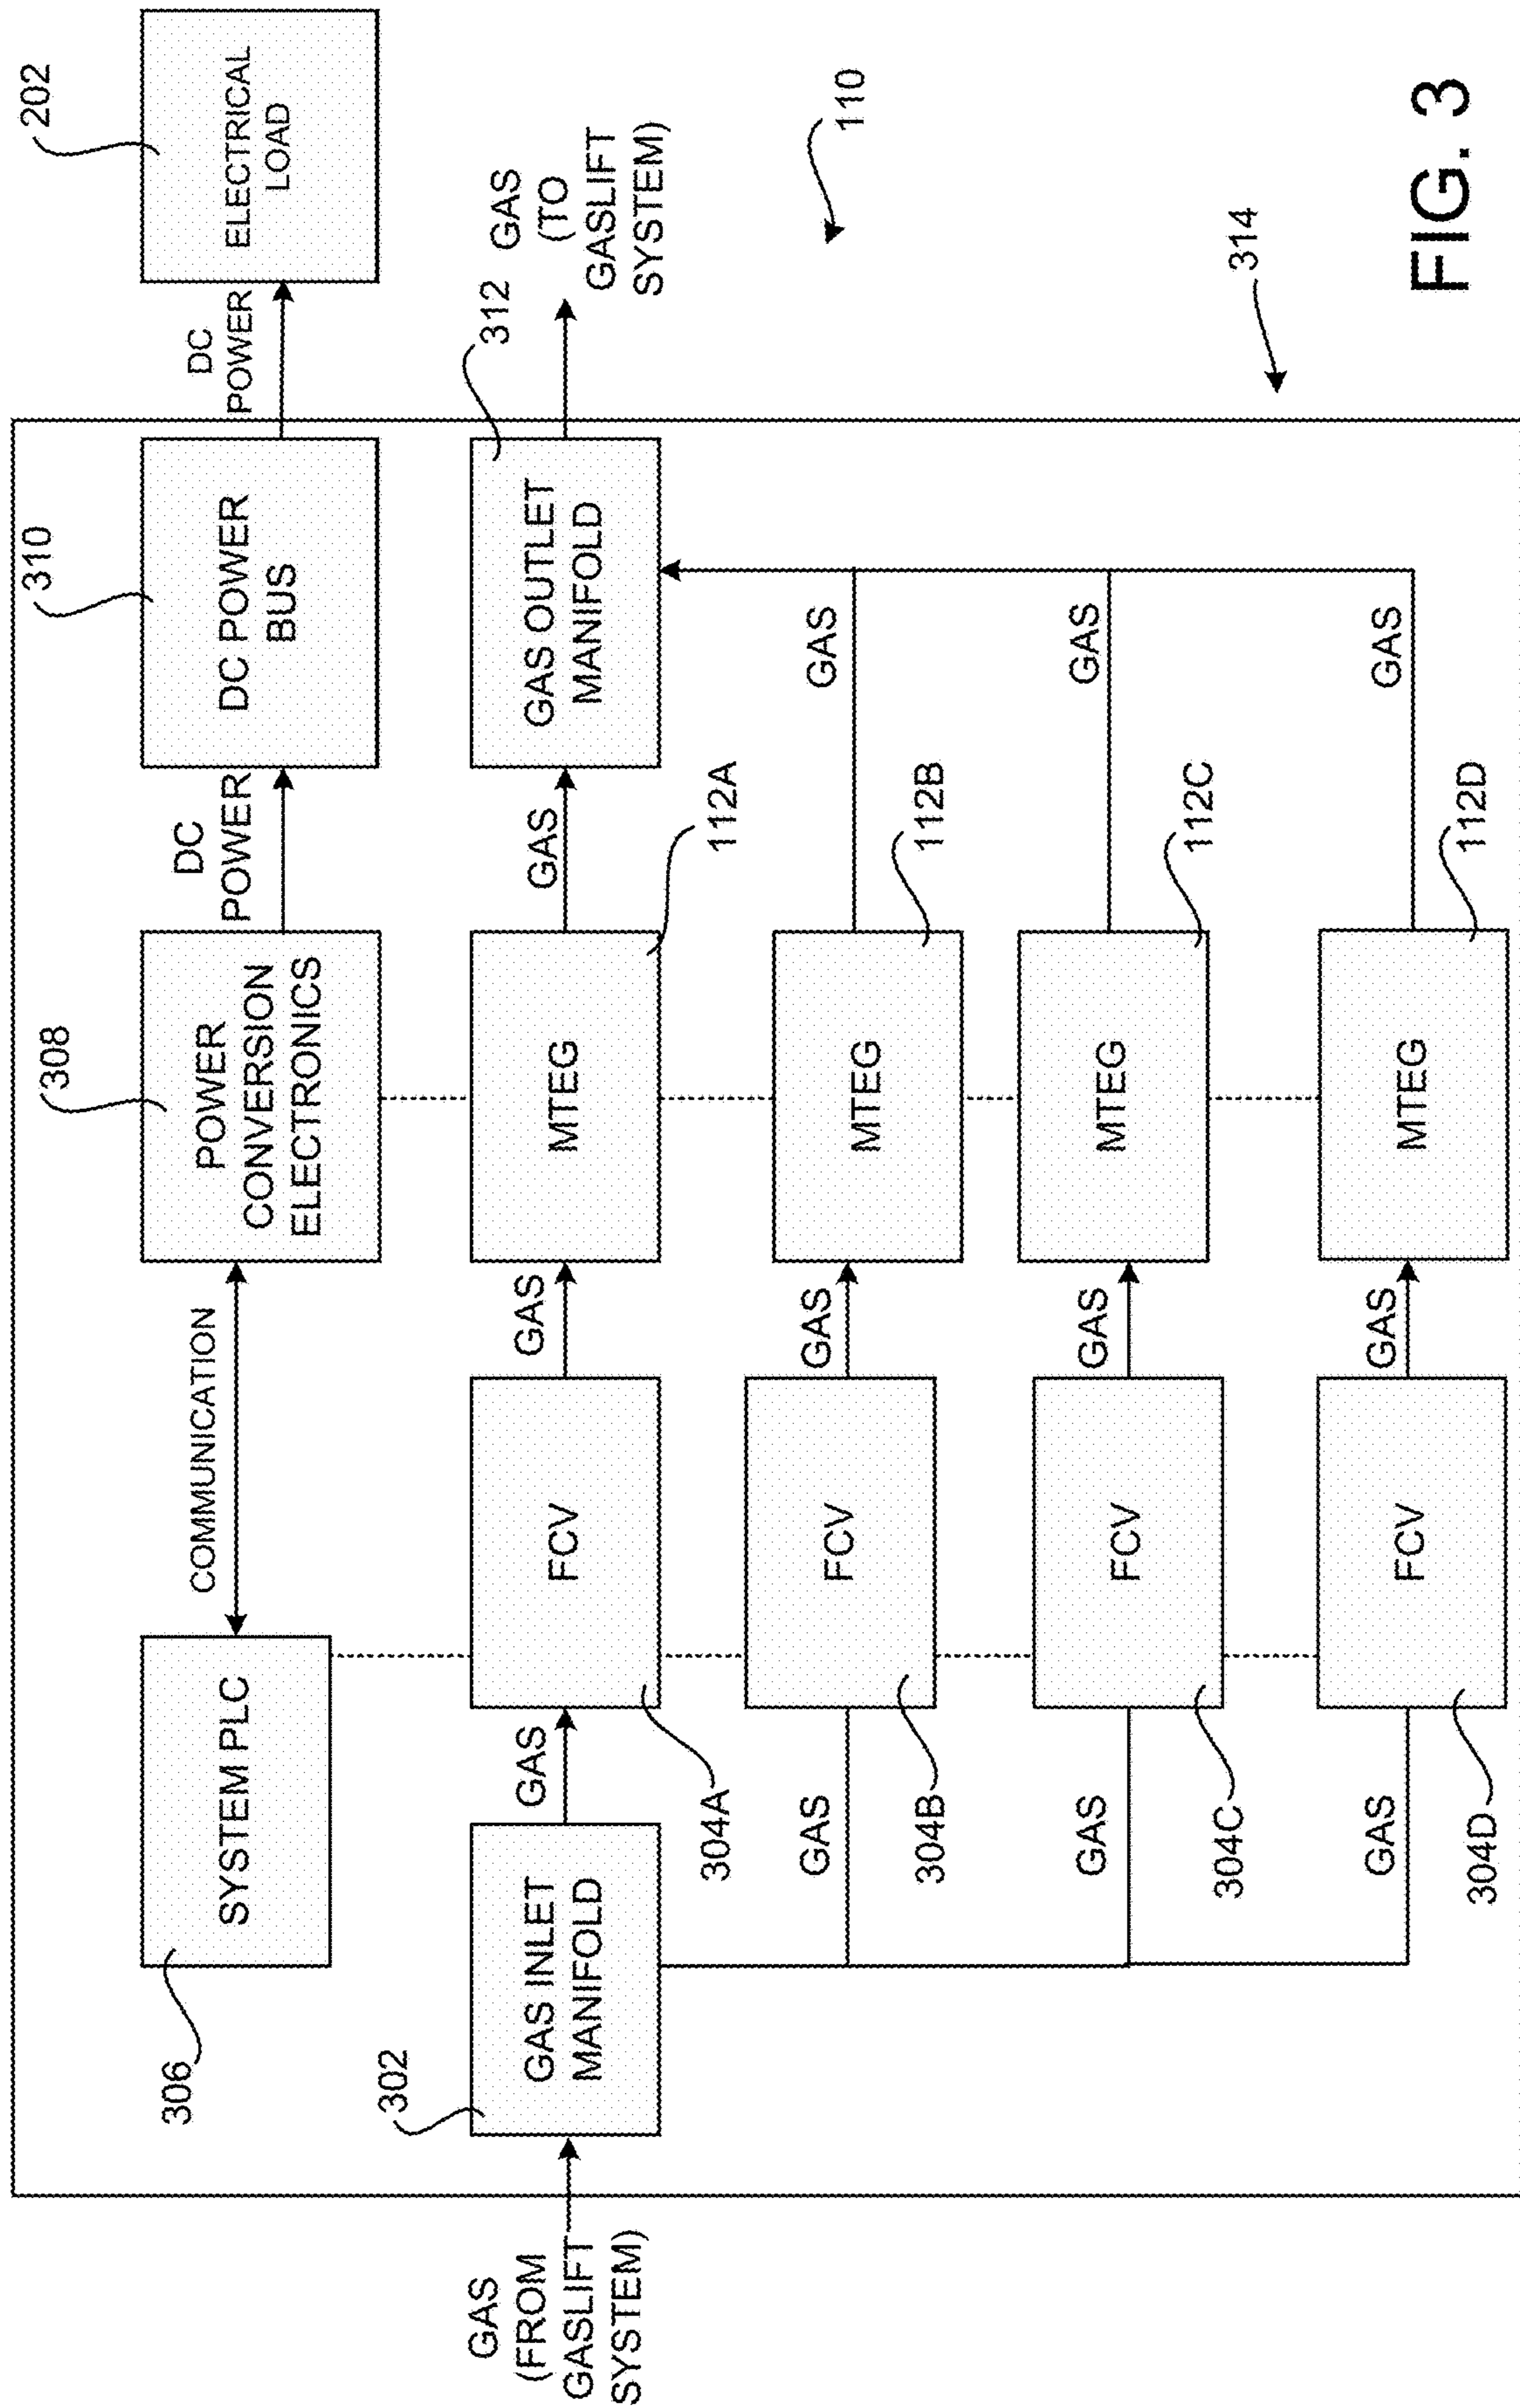 306
SYSTEM PLC
COMMUNICATION
308
POWER
CONVERSION
ELECTRONICS
DC
POWER
310
DC POWER
BUS
DC
POWER
202
ELECTRICAL
LOAD
GAS
(FROM
GASLIFT
SYSTEM)
302
GAS INLET
MANIFOLD
GAS
FCV
304A
GAS
MTEG
112A
GAS
GAS OUTLET
MANIFOLD
312
GAS
(TO
GASLIFT
SYSTEM)
GAS
304B
FCV
GAS
MTEG
112B
GAS
110
GAS
304C
FCV
GAS
MTEG
112C
GAS
314
GAS
304D
FCV
GAS
MTEG
112D
GAS
FIG. 3